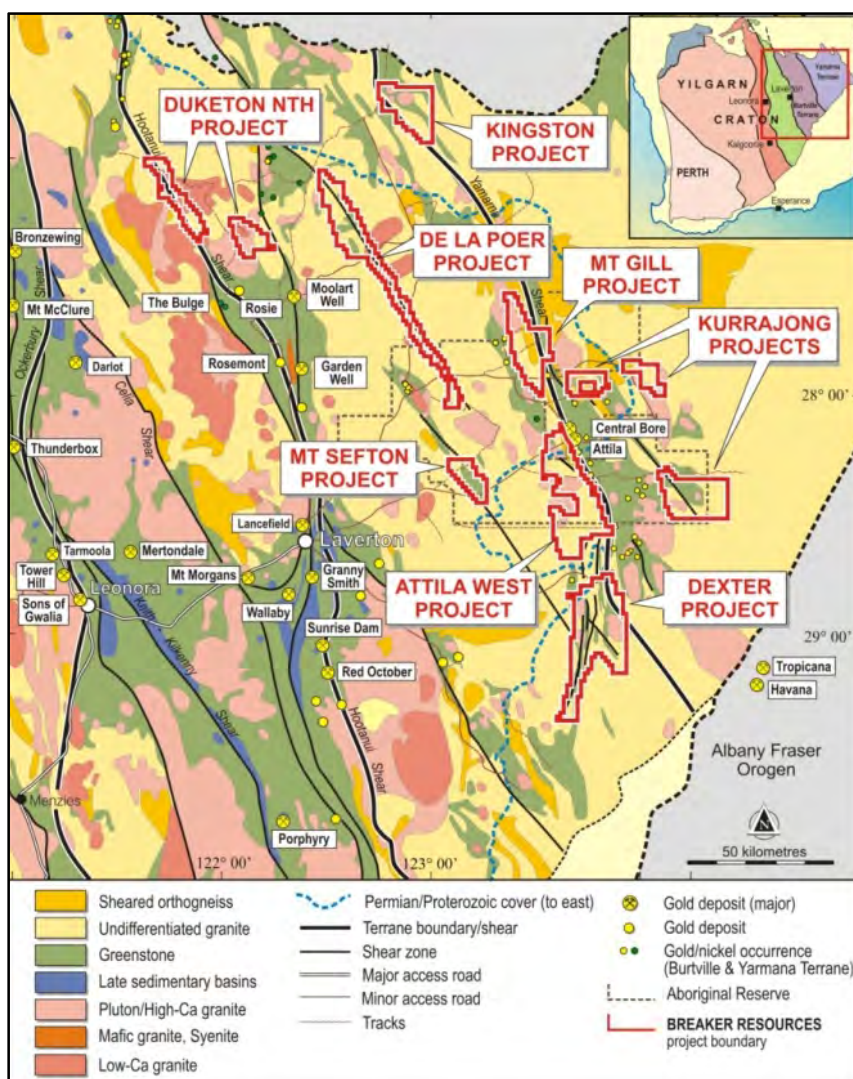 YILGARN
CRATON
Yamarna
Terrane
Burtville
Terrane
Laverton
Leonora
Kalgoorlie
PERTH
Esperance
DUKETON NTH
PROJECT
KINGSTON
PROJECT
DE LA POER
PROJECT
MT GILL
PROJECT
KURRAJONG
PROJECTS
MT SEFTON
PROJECT
ATTILA WEST
PROJECT
DEXTER
PROJECT
Hootanui
Shear
Yamarna
Shear
Bronzewing
Shear
Mt McClure
Ockerbury
The Bulge
Rosie
Moolart
Well
Darlot
Celia
Shear
Rosemont
Garden
Well
28° 00'
Central Bore
Attila
Thunderbox
Lancefield
Laverton
Tarmoola
Mertondale
Tower
Hill
Leonora
Mt Morgans
Granny
Smith
Sons of
Gwalia
Wallaby
Keith
Kilkenny
Shear
Sunrise Dam
29° 00'
Red October
Tropicana
Havana
Hootanui
Shear
Albany Fraser
Orogen
Menzies
Porphyry
N
122° 00'
123° 00'
50 kilometres
Sheared orthogneiss
Undifferentiated granite
Greenstone
Late sedimentary basins
Pluton/High-Ca granite
Mafic granite, Syenite
Low-Ca granite
Permian/Proterozoic cover (to east)
Terrane boundary/shear
Shear zone
Major access road
Minor access road
Tracks
Gold deposit (major)
Gold deposit
Gold/nickel occurrence
(Burtville & Yarmana Terrane)
Aboriginal Reserve
BREAKER RESOURCES
project boundary